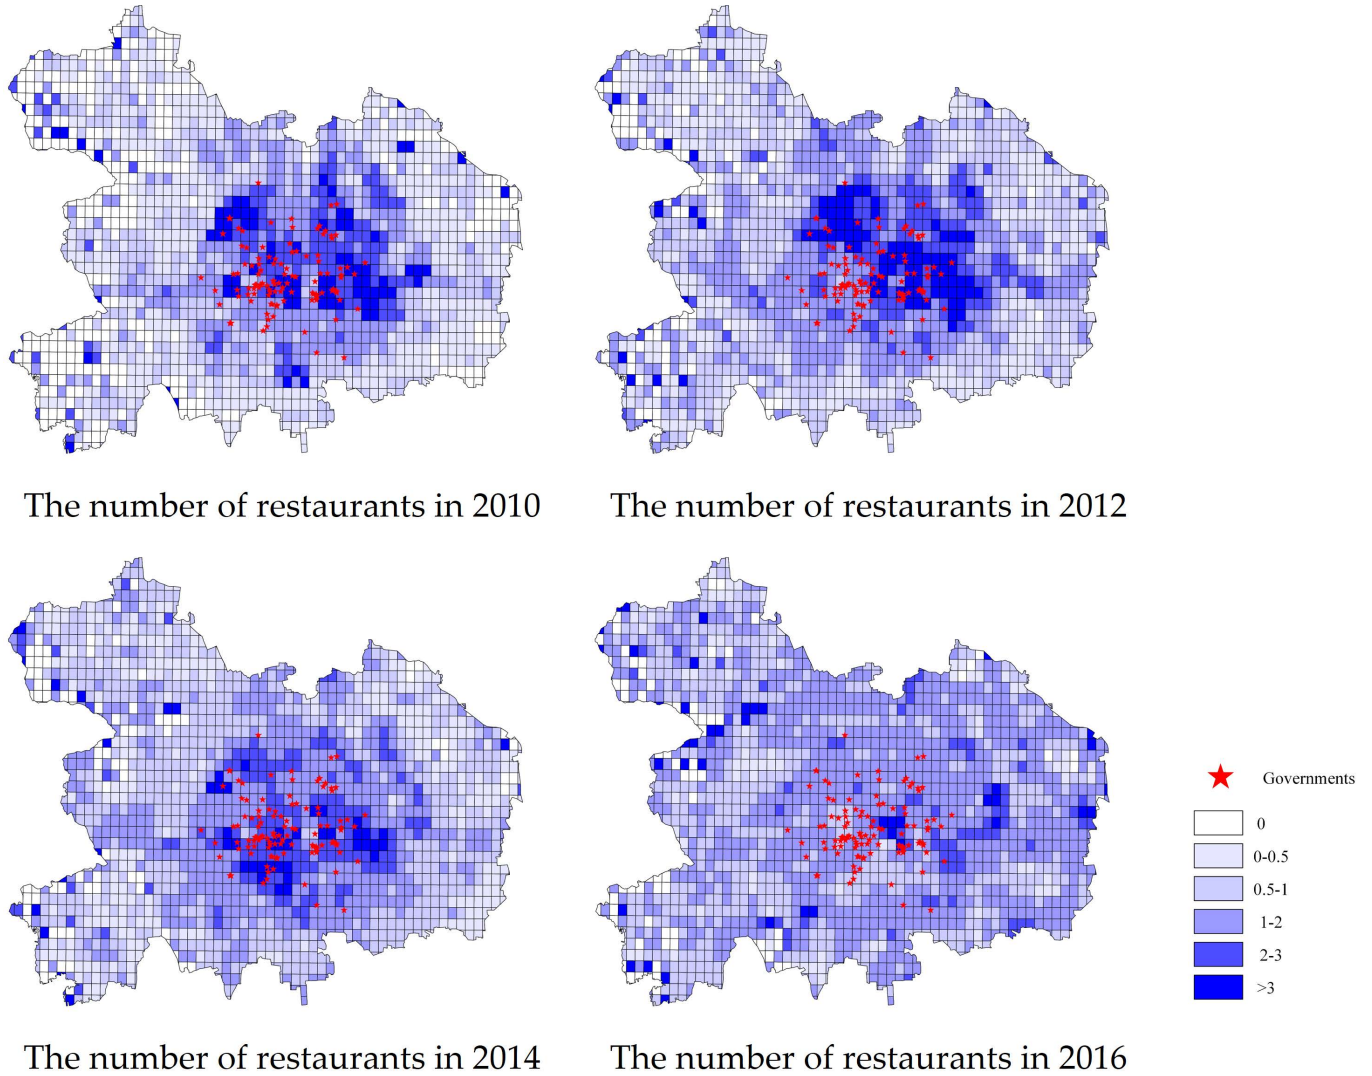 The number of restaurants in 2010
The number of restaurants in 2012
The number of restaurants in 2014
The number of restaurants in 2016
Governments
0
0-0.5
0.5-1
1-2
2-3
>3